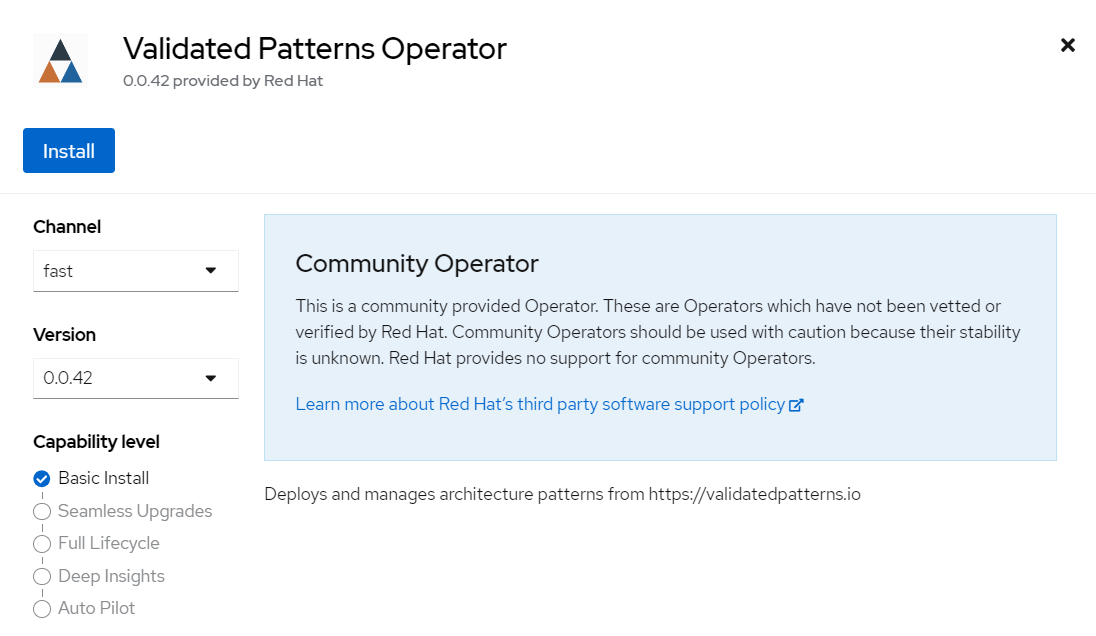 Validated Patterns Operator
0.0.42 provided by Red Hat
Install
Channel
fast
Version
0.0.42
Capability level
Basic Install
Seamless Upgrades
Full Lifecycle
Deep Insights
Auto Pilot
Community Operator
This is a community provided Operator. These are Operators which have not been vetted or
verified by Red Hat. Community Operators should be used with caution because their stability
is unknown. Red Hat provides no support for community Operators.
Learn more about Red Hat’s third party software support policy
Deploys and manages architecture patterns from https://validatedpatterns.io